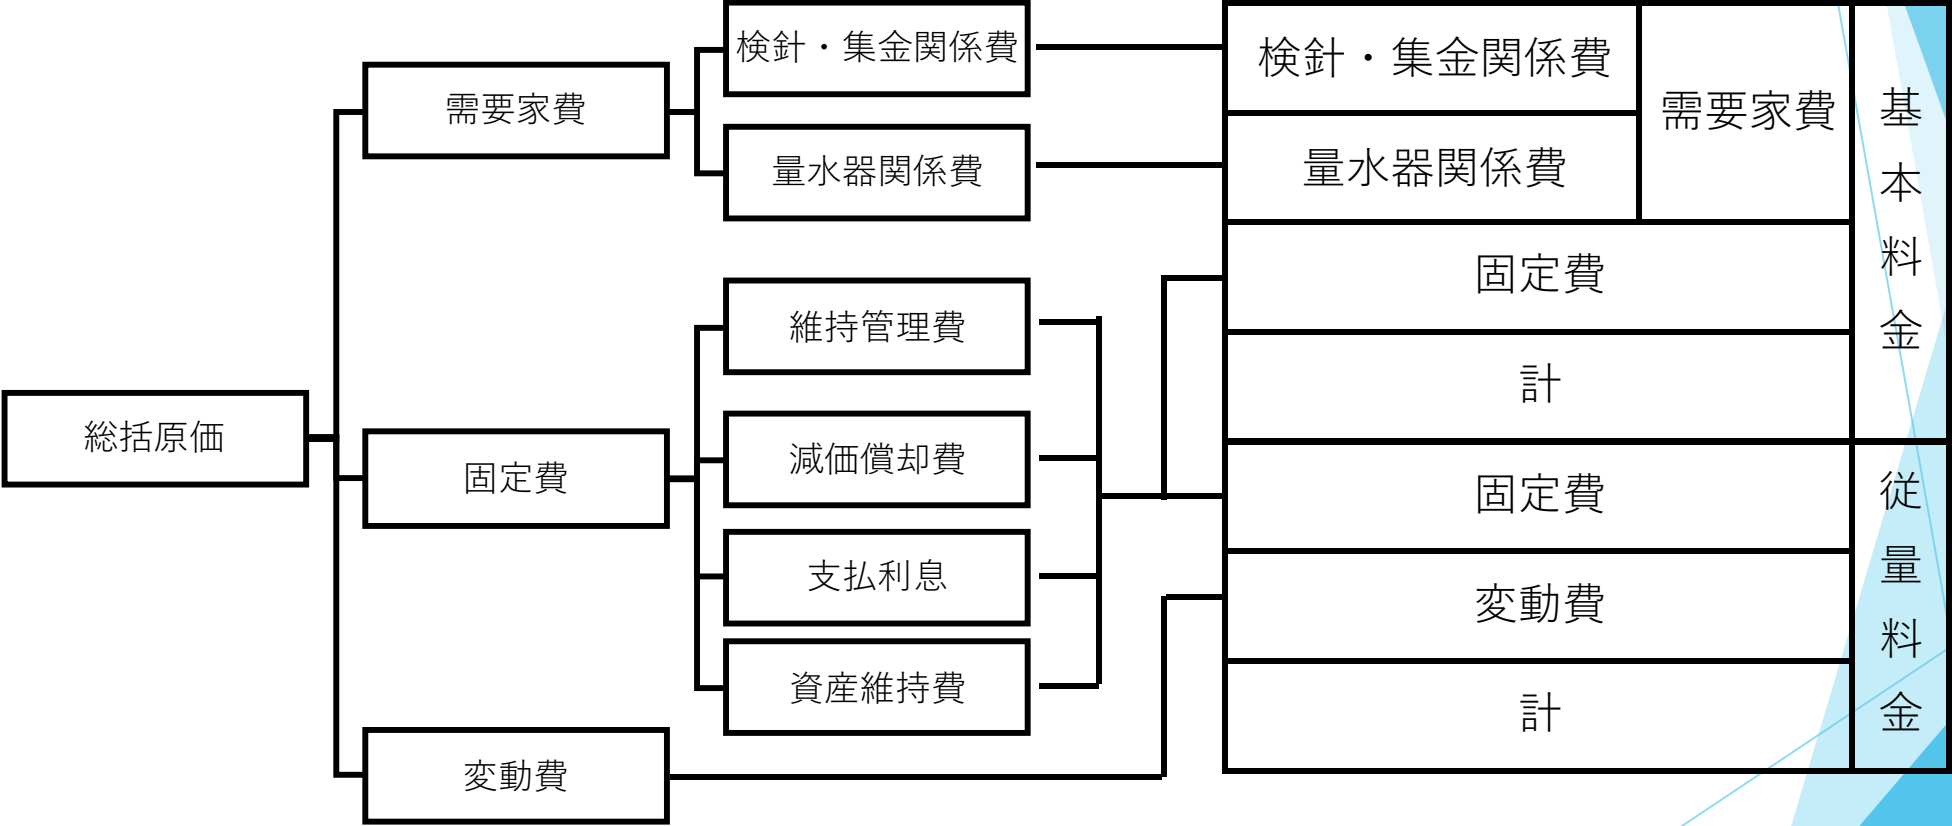 総括原価
需要家費
固定費
変動費
検針・集金関係費
量水器関係費
維持管理費
減価償却費
支払利息
資産維持費
検針・集金関係費
量水器関係費
需要家費
固定費
計
固定費
変動費
計
基本料金
従量料金